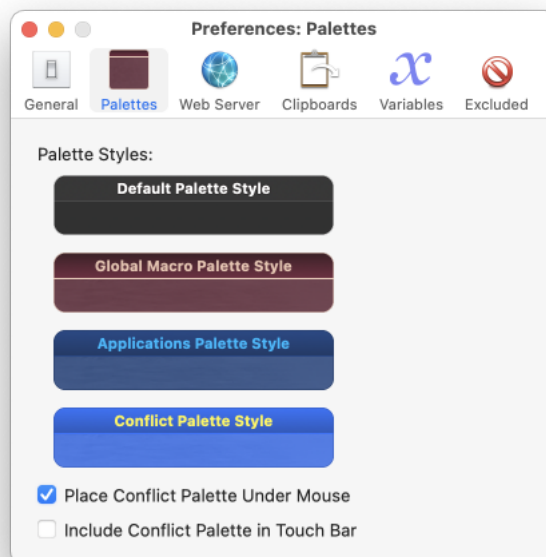 Preferences: Palettes
General Palettes Web Server Clipboards Variables Excluded
Palette Styles:
Default Palette Style
Global Macro Palette Style
Applications Palette Style
Conflict Palette Style
Place Conflict Palette Under Mouse
Include Conflict Palette in Touch Bar